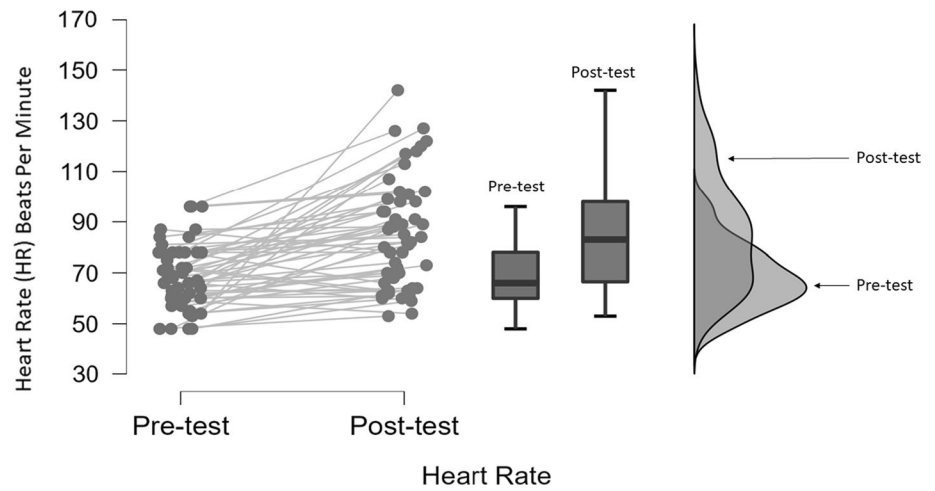 Heart Rate (HR) Beats Per Minute
170
150
130
110
90
70
50
30
Pre-test
Post-test
Heart Rate
Pre-test
Post-test
Post-test
Pre-test